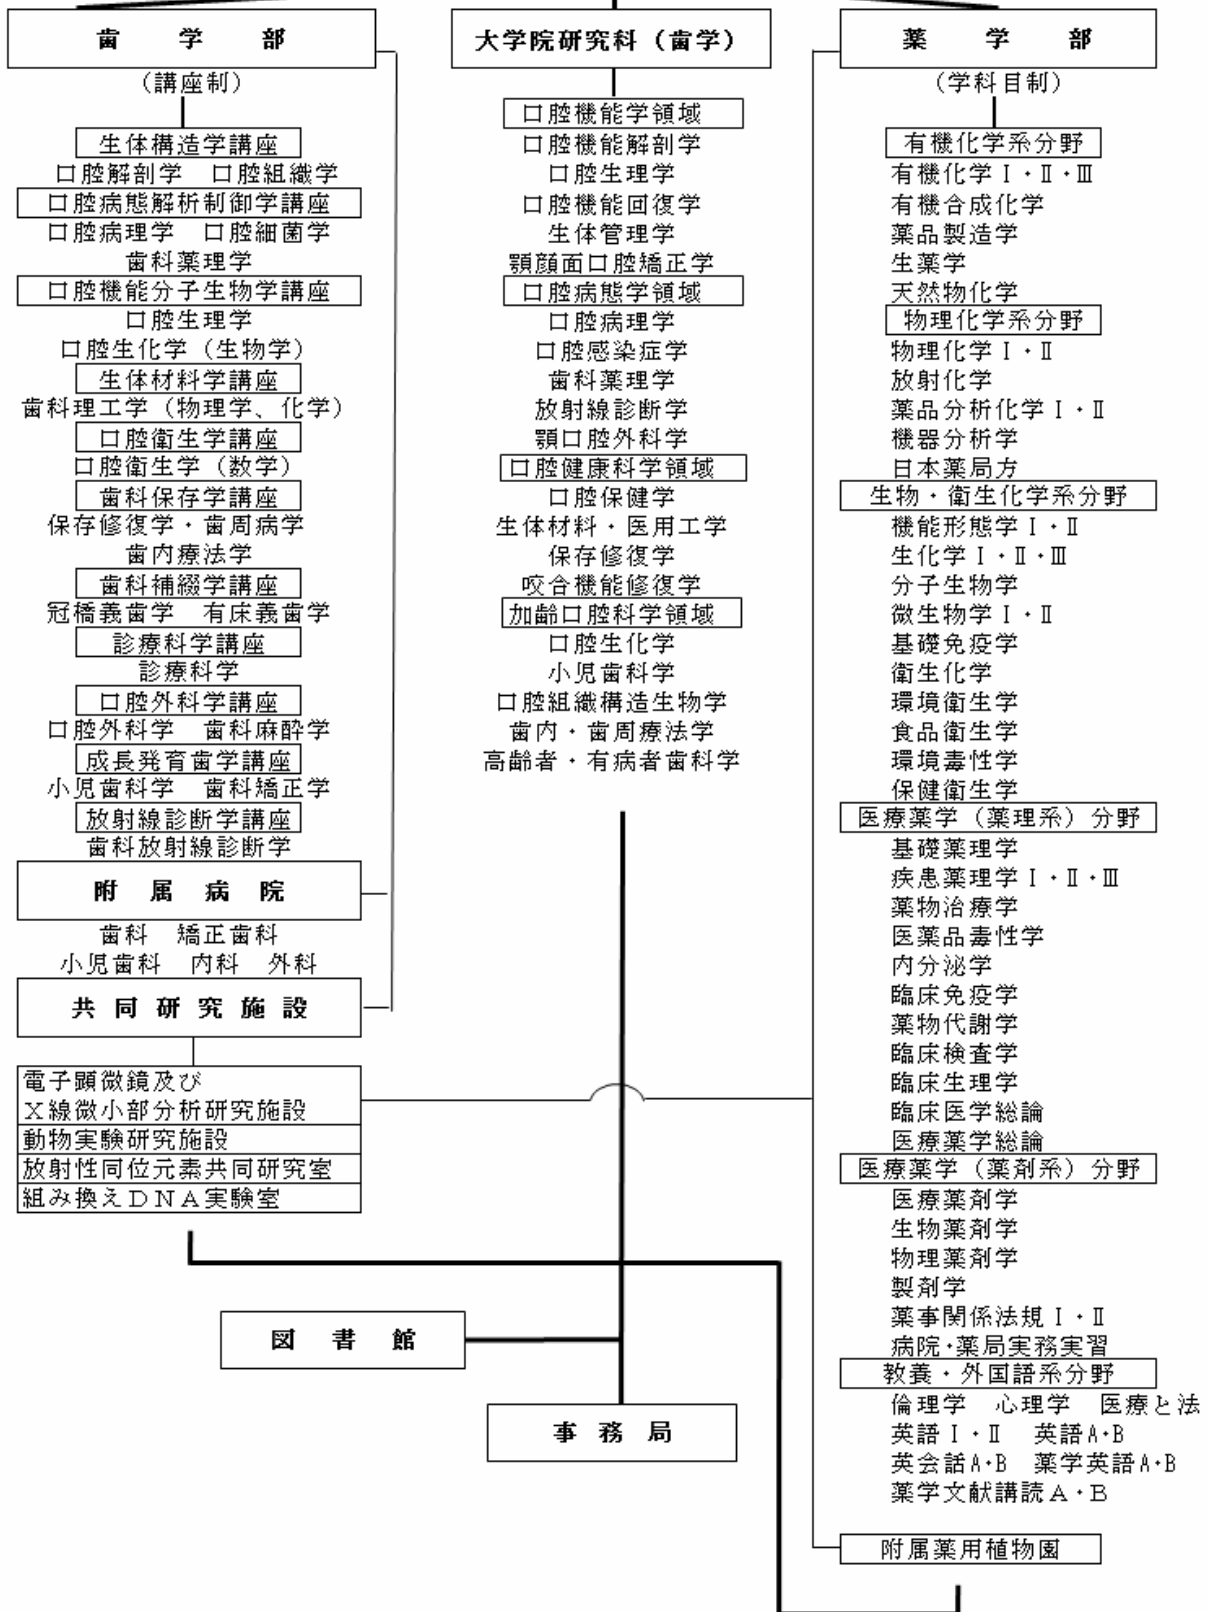 歯　学　部
（講座制）
生体構造学講座
口腔解剖学　口腔組織学
口腔病態解析制御学講座
口腔病理学　口腔細菌学
歯科薬理学
口腔機能分子生物学講座
口腔生理学
口腔生化学（生物学）
生体材料学講座
歯科理工学（物理学、化学）
口腔衛生学講座
口腔衛生学（数学）
歯科保存学講座
保存修復学・歯周病学
歯内療法学
歯科補綴学講座
冠橋義歯学　有床義歯学
診療科学講座
診療科学
口腔外科学講座
口腔外科学　歯科麻酔学
成長発育歯学講座
小児歯科学　歯科矯正学
放射線診断学講座
歯科放射線診断学
附　属　病　院
歯科　矯正歯科
小児歯科　内科　外科
共 同 研 究 施 設
電子顕微鏡及び
Ｘ線微小部分析研究施設
動物実験研究施設
放射性同位元素共同研究室
組み換えＤＮＡ実験室
大学院研究科（歯学）
口腔機能学領域
口腔機能解剖学
口腔生理学
口腔機能回復学
生体管理学
顎顔面口腔矯正学
口腔病態学領域
口腔病理学
口腔感染症学
歯科薬理学
放射線診断学
顎口腔外科学
口腔健康科学領域
口腔保健学
生体材料・医用工学
保存修復学
咬合機能修復学
加齢口腔科学領域
口腔生化学
小児歯科学
口腔組織構造生物学
歯内・歯周療法学
高齢者・有病者歯科学
図　書　館
事　務　局
薬　学　部
（学科目制）
有機化学系分野
有機化学Ⅰ・Ⅱ・Ⅲ
有機合成化学
薬品製造学
生薬学
天然物化学
物理化学系分野
物理化学Ⅰ・Ⅱ
放射化学
薬品分析化学Ⅰ・Ⅱ
機器分析学
日本薬局方
生物・衛生化学系分野
機能形態学Ⅰ・Ⅱ
生化学Ⅰ・Ⅱ・Ⅲ
分子生物学
微生物学Ⅰ・Ⅱ
基礎免疫学
衛生化学
環境衛生学
食品衛生学
環境毒性学
保健衛生学
医療薬学（薬理系）分野
基礎薬理学
疾患薬理学Ⅰ・Ⅱ・Ⅲ
薬物治療学
医薬品毒性学
内分泌学
臨床免疫学
薬物代謝学
臨床検査学
臨床生理学
臨床医学総論
医療薬学総論
医療薬学（薬剤系）分野
医療薬剤学
生物薬剤学
物理薬剤学
製剤学
薬事関係法規Ⅰ・Ⅱ
病院・薬局実務実習
教養・外国語系分野
倫理学　心理学　医療と法
英語Ⅰ・Ⅱ　英語A・B
英会話A・B　薬学英語A・B
薬学文献講読Ａ・Ｂ
附属薬用植物園